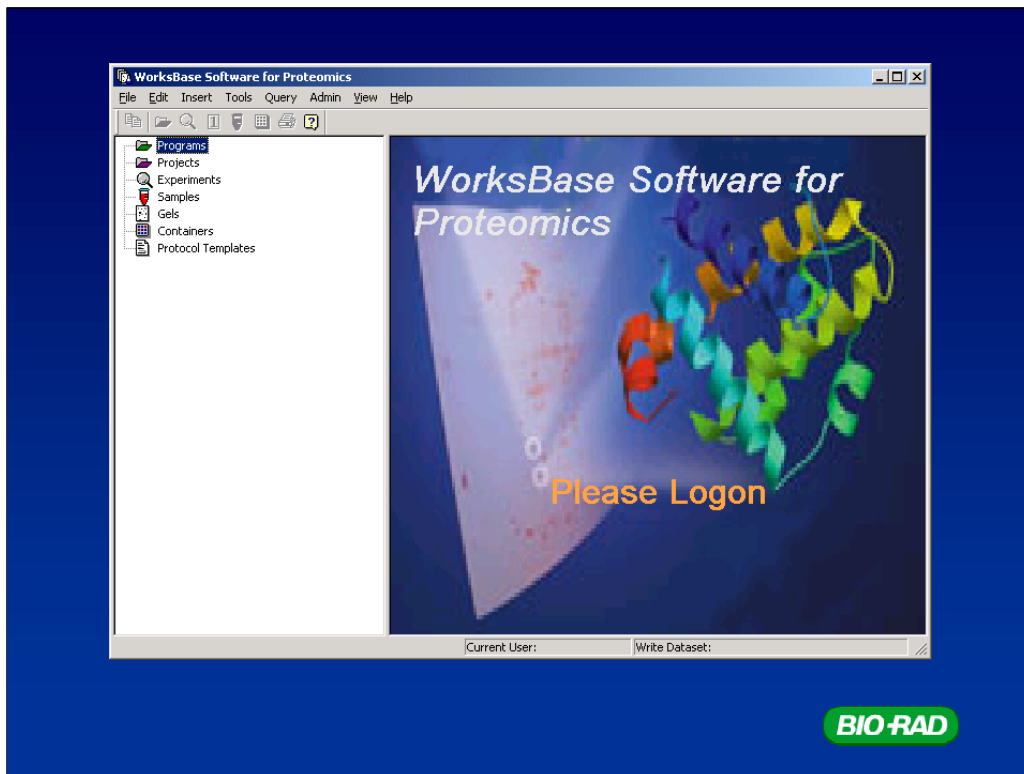 WorksBase Software for Proteomics
File Edit Insert Tools Query Admin View Help
Programs
Projects
Experiments
Samples
Gels
Containers
Protocol Templates
WorksBase Software for
Proteomics
Please Logon
Current User: Write Dataset:
BIO-RAD